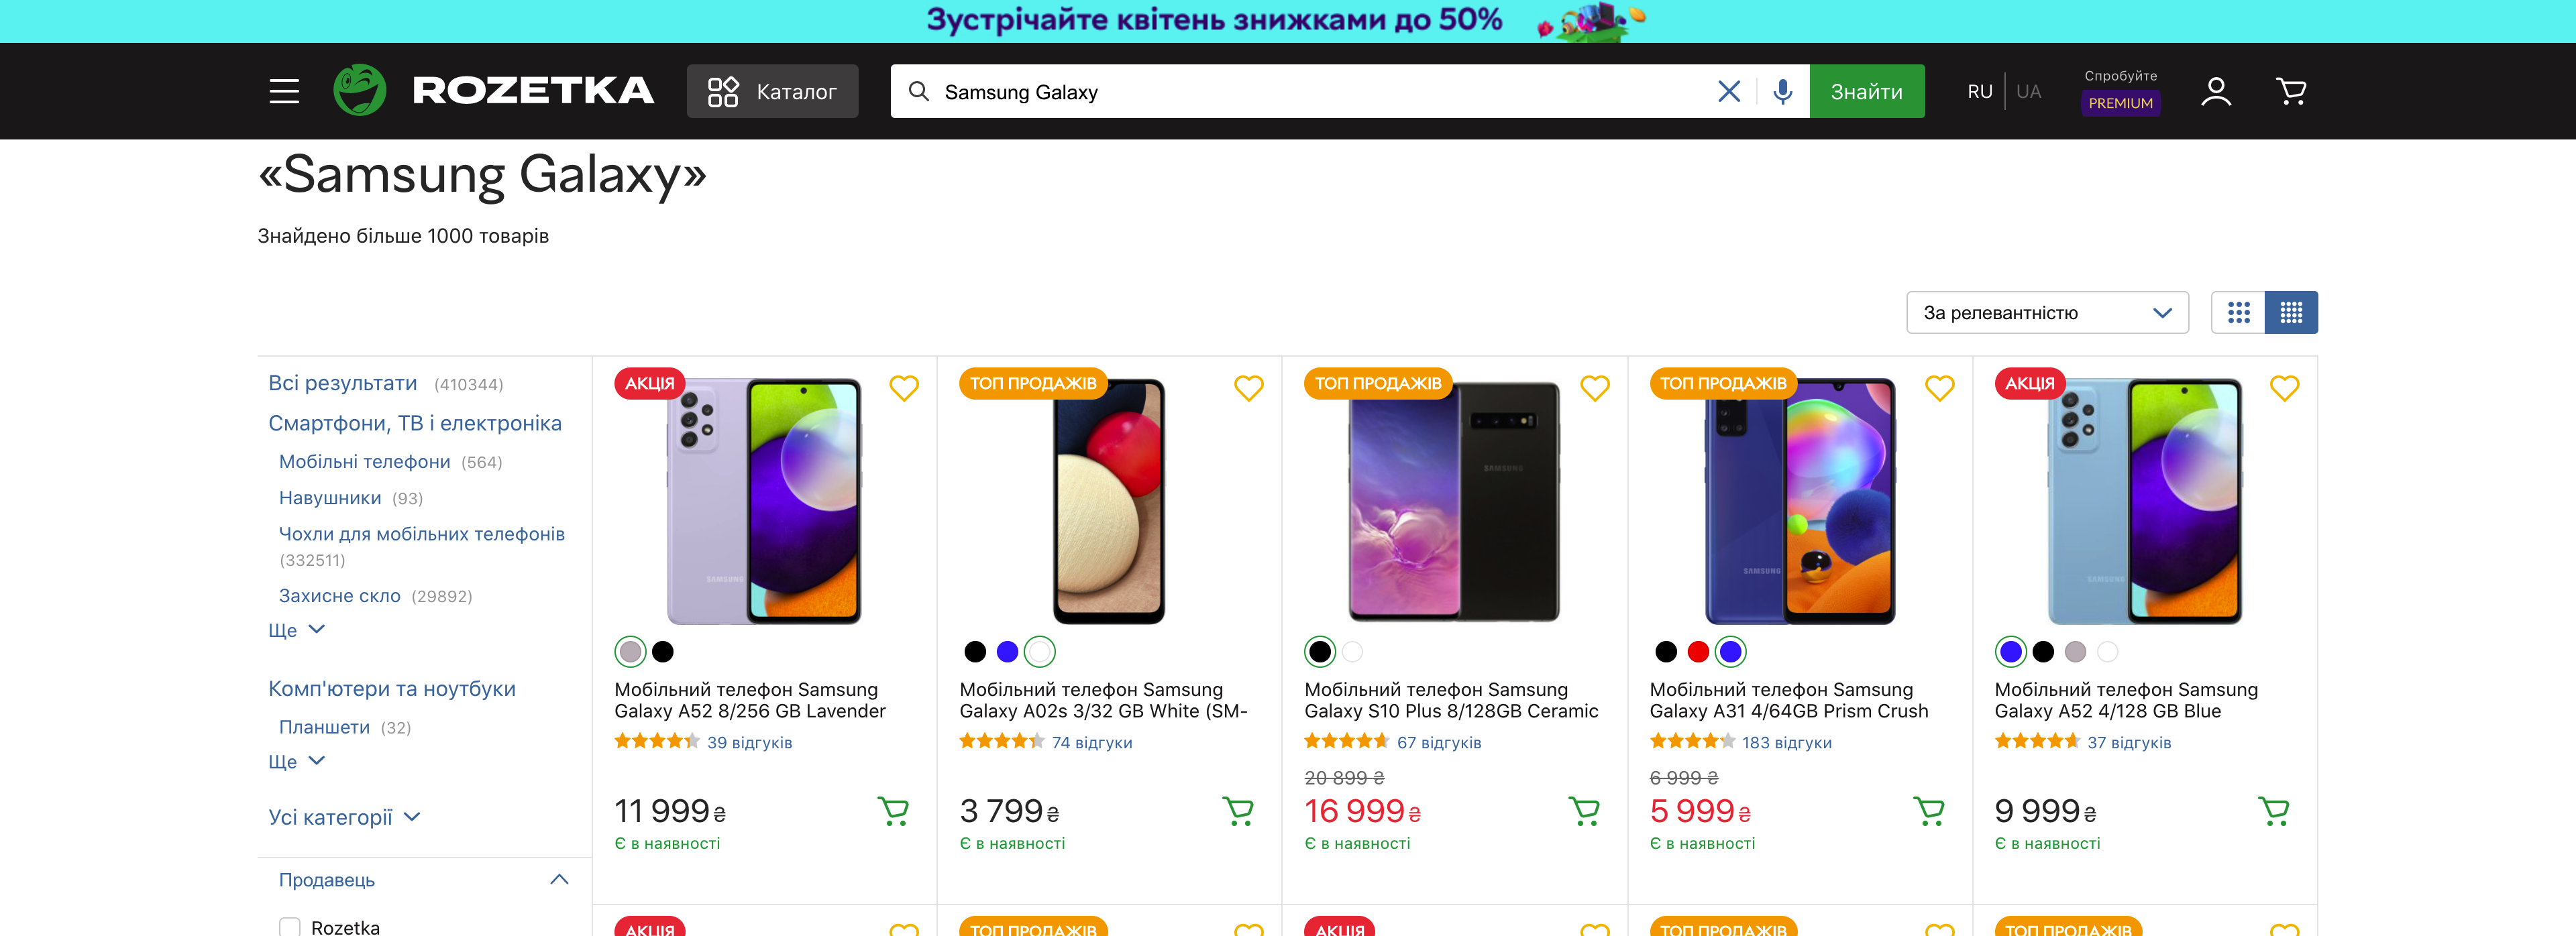 Зустрічайте квітень знижками до 50%
ROZETKA
Каталог
Samsung Galaxy
Знайти
RU
UA
Спробуйте
PREMIUM
«Samsung Galaxy»
Знайдено більше 1000 товарів
За релевантністю
Всі результати (410344)
Смартфони, ТВ і електроніка
Мобільні телефони (564)
Навушники (93)
Чохли для мобільних телефонів
(332511)
Захисне скло (29892)
Ще
Комп'ютери та ноутбуки
Планшети (32)
Ще
Усі категорії
Продавець
Rozetka
АКЦІЯ
SAMSUNG
Мобільний телефон Samsung
Galaxy A52 8/256 GB Lavender
39 відгуків
11 999 ₴
Є в наявності
ТОП ПРОДАЖІВ
Мобільний телефон Samsung
Galaxy A02s 3/32 GB White (SM-
74 відгуки
3 799 ₴
Є в наявності
ТОП ПРОДАЖІВ
SAMSUNG
Мобільний телефон Samsung
Galaxy S10 Plus 8/128GB Ceramic
67 відгуків
20 899 ₴
16 999 ₴
Є в наявності
ТОП ПРОДАЖІВ
SAMSUNG
Мобільний телефон Samsung
Galaxy A31 4/64GB Prism Crush
183 відгуки
6 999 ₴
5 999 ₴
Є в наявності
АКЦІЯ
SAMSUNG
Мобільний телефон Samsung
Galaxy A52 4/128 GB Blue
37 відгуків
9 999 ₴
Є в наявності
АКЦІЯ
ТОП ПРОДАЖІВ
АКЦІЯ
ТОП ПРОДАЖІВ
ТОП ПРОДАЖІВ